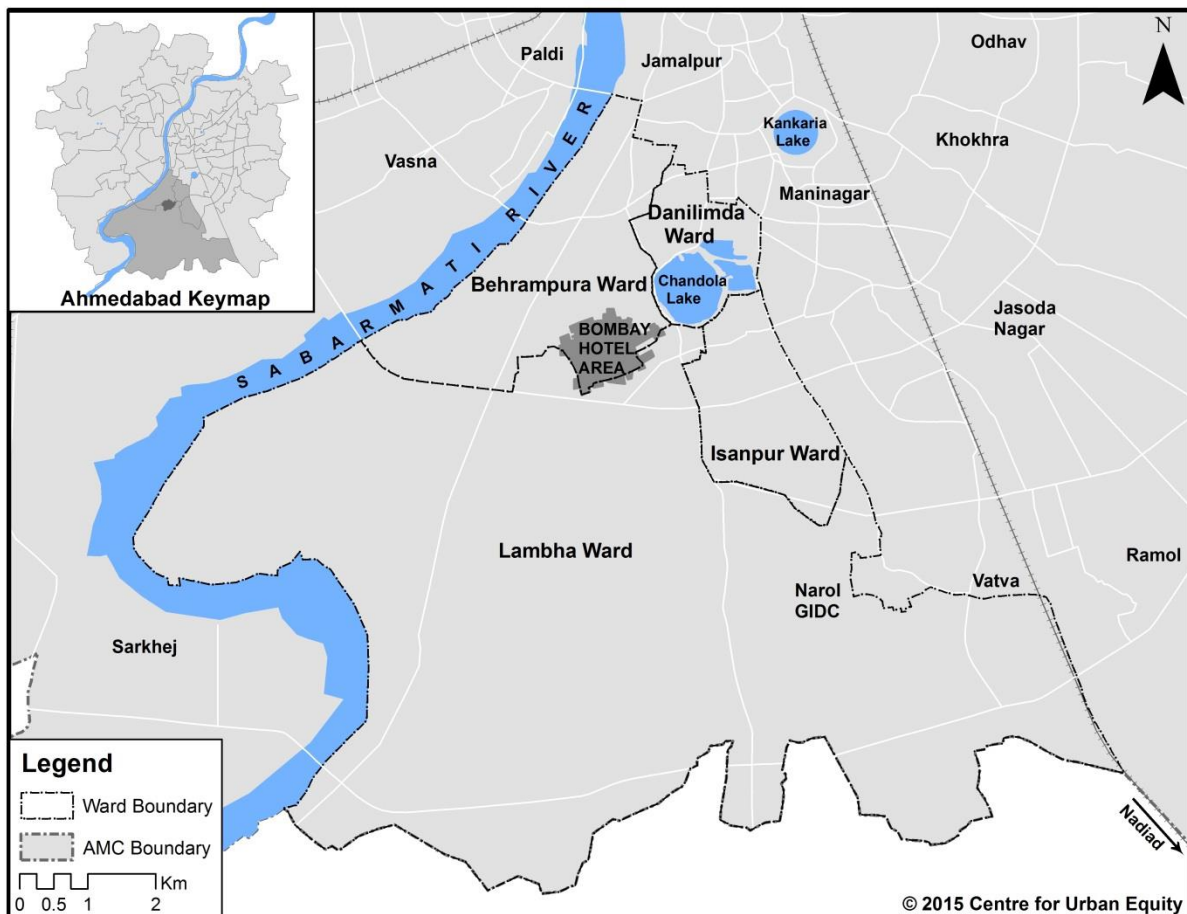 Ahmedabad Keymap
N
Paldi
Jamalpur
Odhav
Kankaria
Lake
Khokhra
Vasna
Maninagar
SABARMATI RIVER
Danilimda
Ward
Behrampura Ward
Chandola
Lake
Jasoda
Nagar
BOMBAY
HOTEL
AREA
Isanpur Ward
Lambha Ward
Ramol
Narol
GIDC
Vatva
Sarkhej
Legend
Ward Boundary
AMC Boundary
Km
0 0.5 1 2
Nadiad
© 2015 Centre for Urban Equity